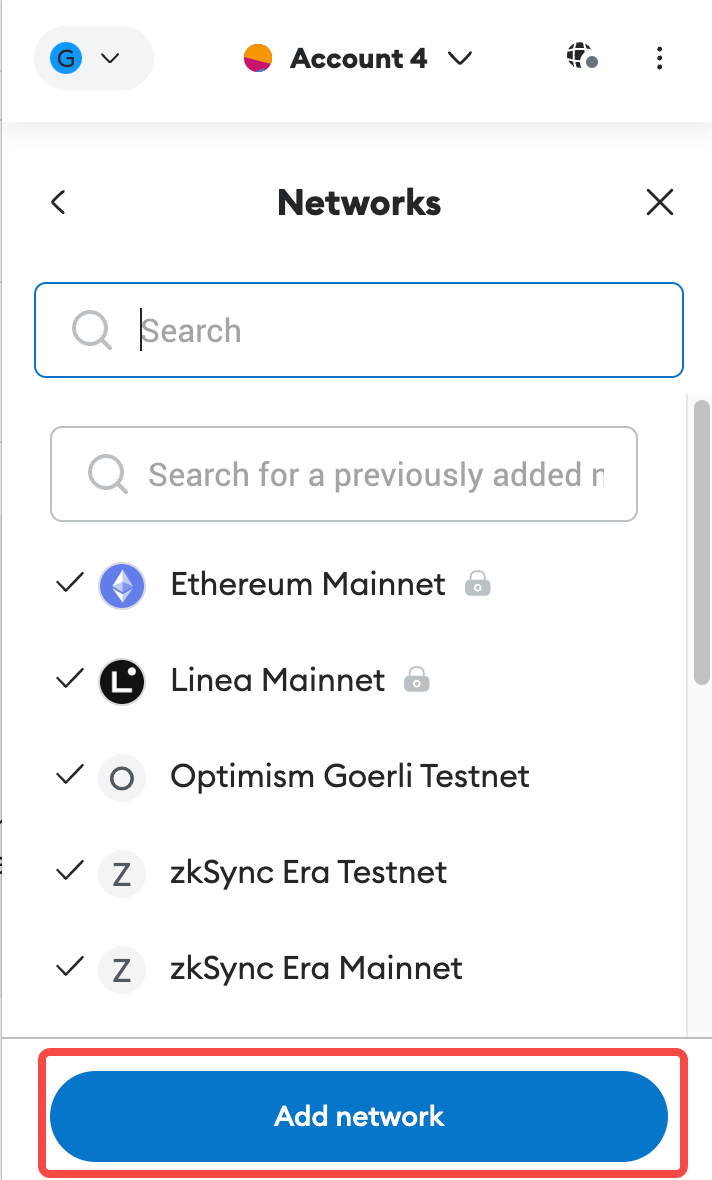 G
Account 4
Networks
Search
Search for a previously added n
Ethereum Mainnet
L
Linea Mainnet
O
Optimism Goerli Testnet
Z
zkSync Era Testnet
Z
zkSync Era Mainnet
Add network